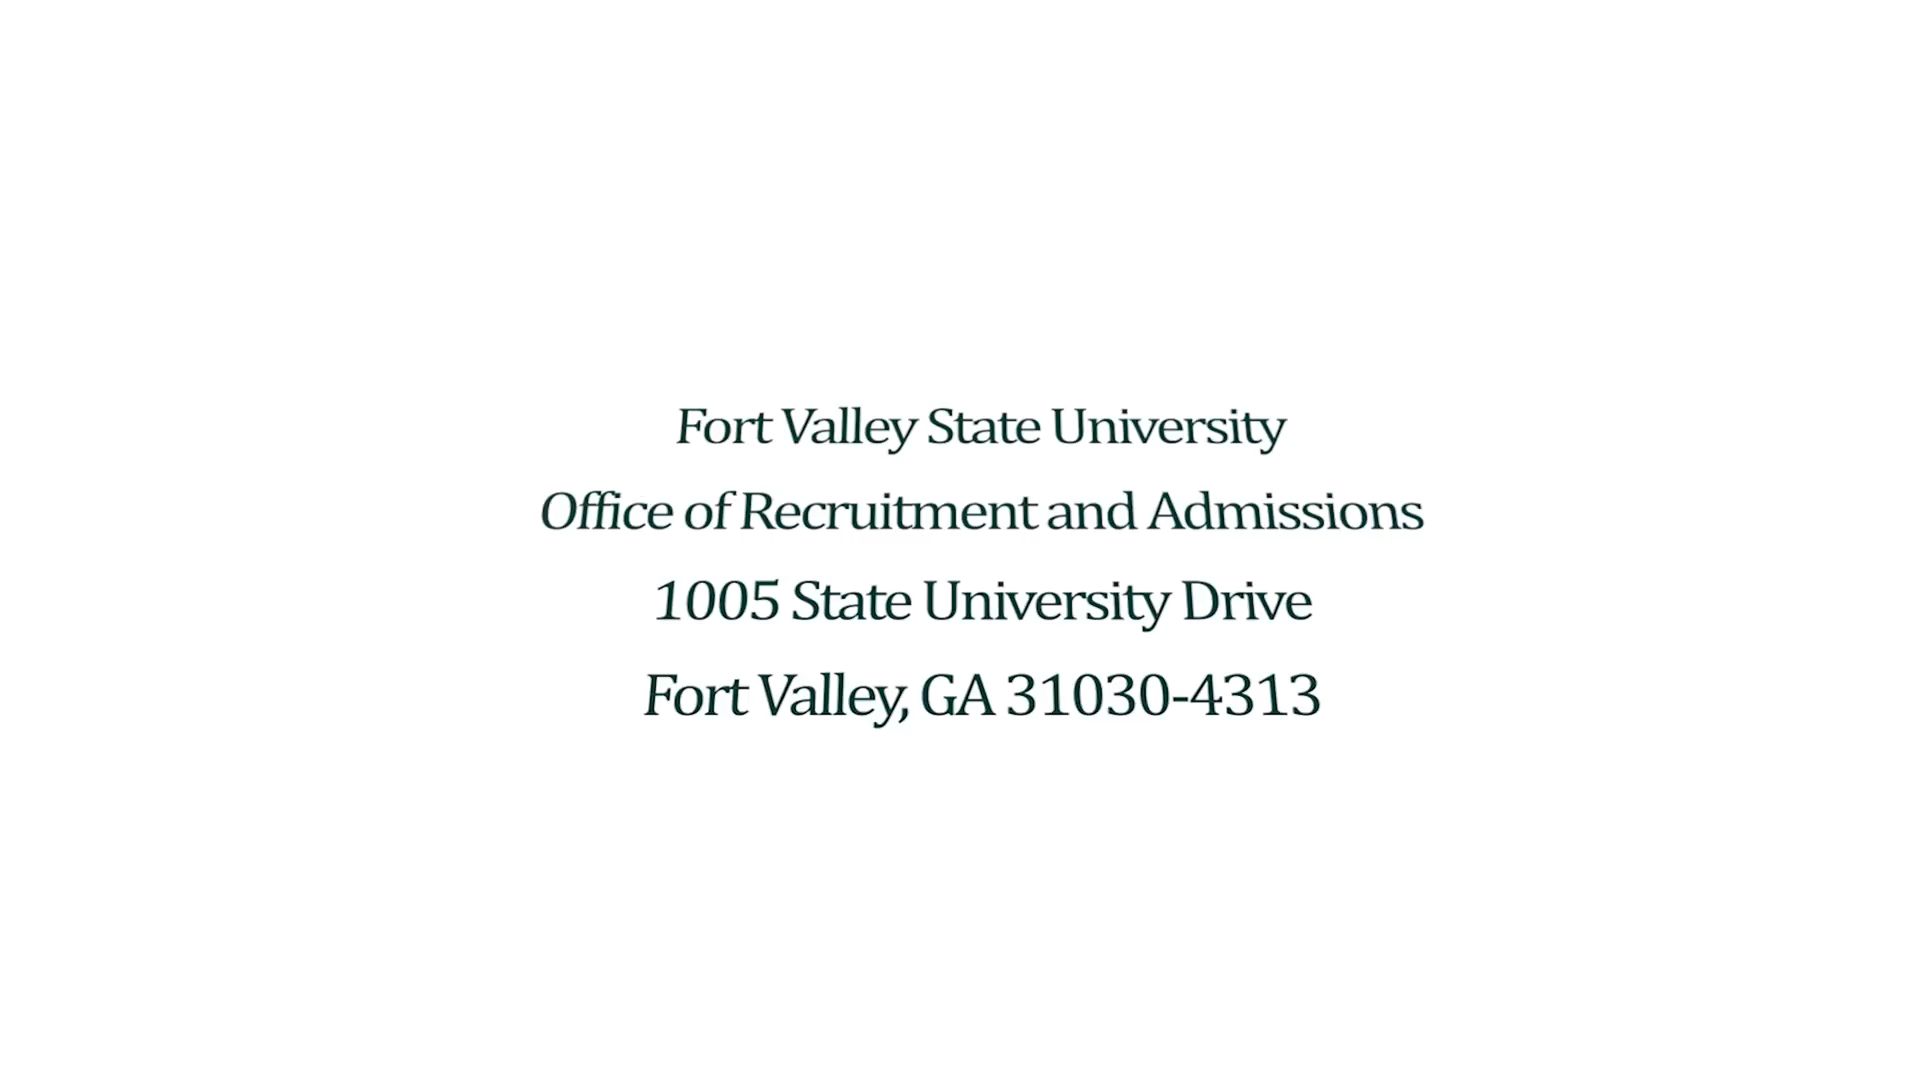 Fort Valley State University
Office of Recruitment and Admissions
1005 State University Drive
Fort Valley, GA 31030-4313